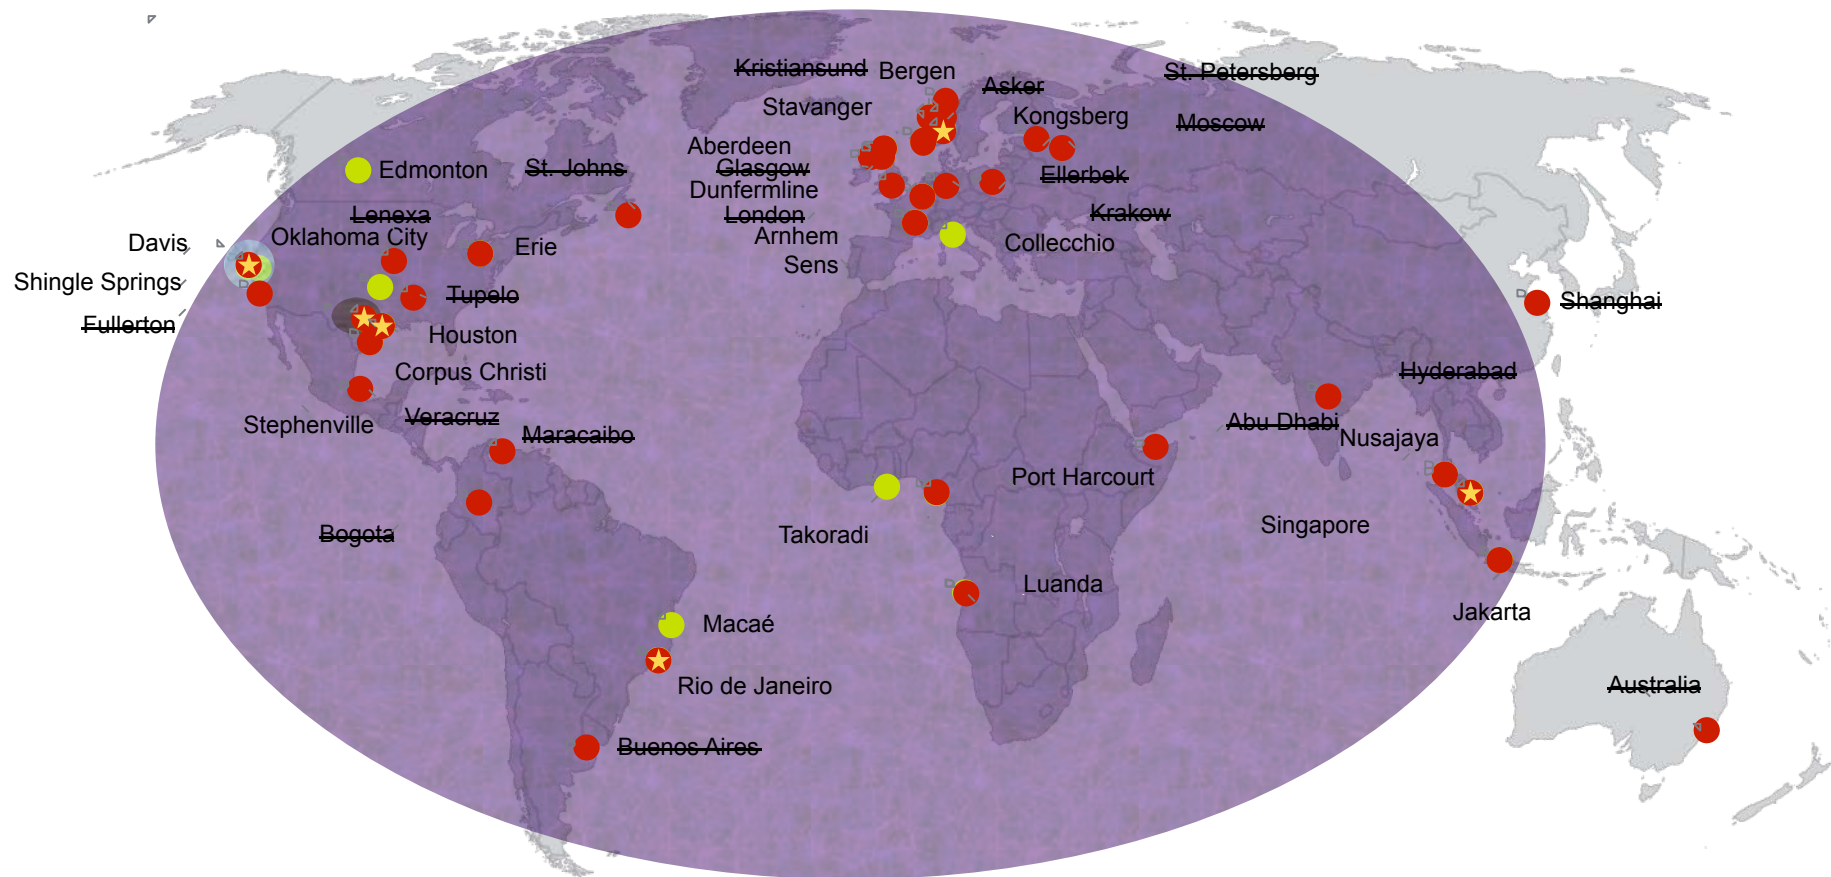 Kristiansund
Bergen
St. Petersberg
Asker
Stavanger
Kongsberg
Moscow
Aberdeen
Edmonton
St. Johns
Glasgow
Ellerbek
Dunfermline
Lenexa
London
Krakow
Davis
Oklahoma City
Erie
Arnhem
Collecchio
Sens
Shingle Springs
Tupelo
Shanghai
Fullerton
Houston
Corpus Christi
Hyderabad
Stephenville
Veracruz
Abu Dhabi
Maracaibo
Nusajaya
Port Harcourt
Bogota
Takoradi
Singapore
Luanda
Jakarta
Macaé
Rio de Janeiro
Australia
Buenos Aires